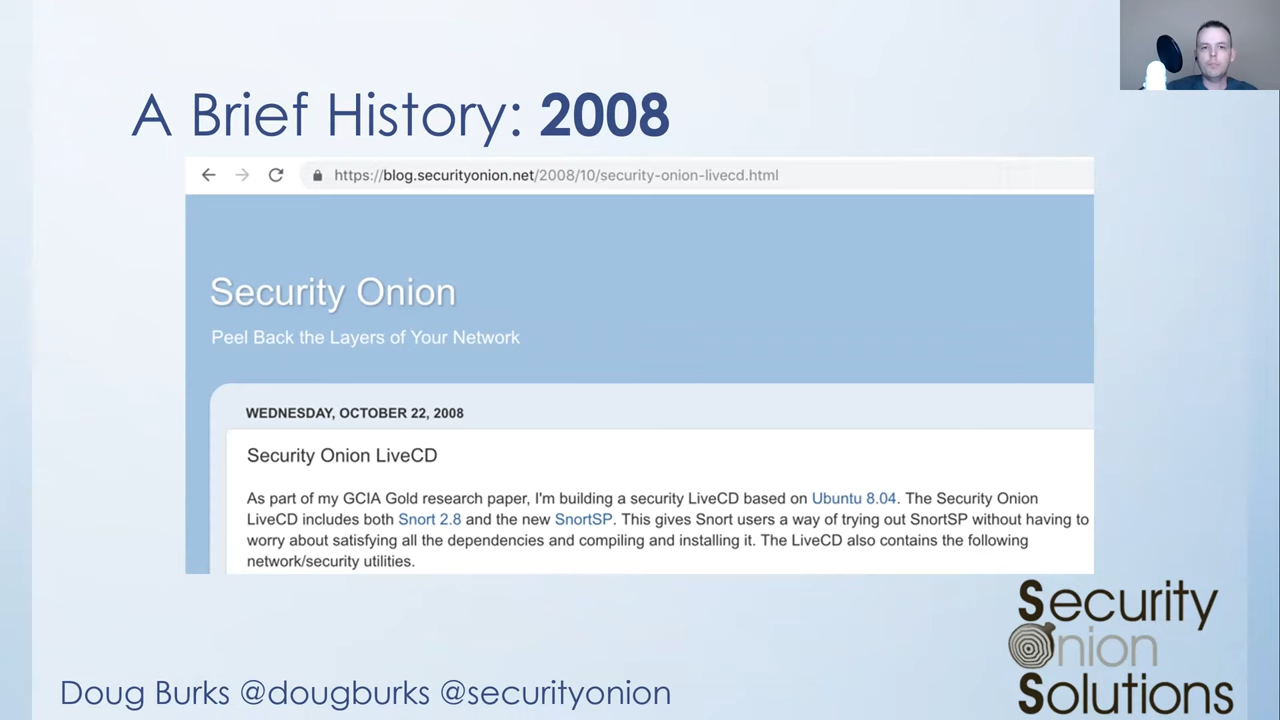 A Brief History: 2008
https://blog.securityonion.net/2008/10/security-onion-livecd.html
Security Onion
Peel Back the Layers of Your Network
WEDNESDAY, OCTOBER 22, 2008
Security Onion LiveCD
As part of my GCIA Gold research paper, I'm building a security LiveCD based on Ubuntu 8.04. The Security Onion
LiveCD includes both Snort 2.8 and the new SnortSP. This gives Snort users a way of trying out SnortSP without having to
worry about satisfying all the dependencies and compiling and installing it. The LiveCD also contains the following
network/security utilities.
Security
Onion
Solutions
Doug Burks @dougburks @securityonion